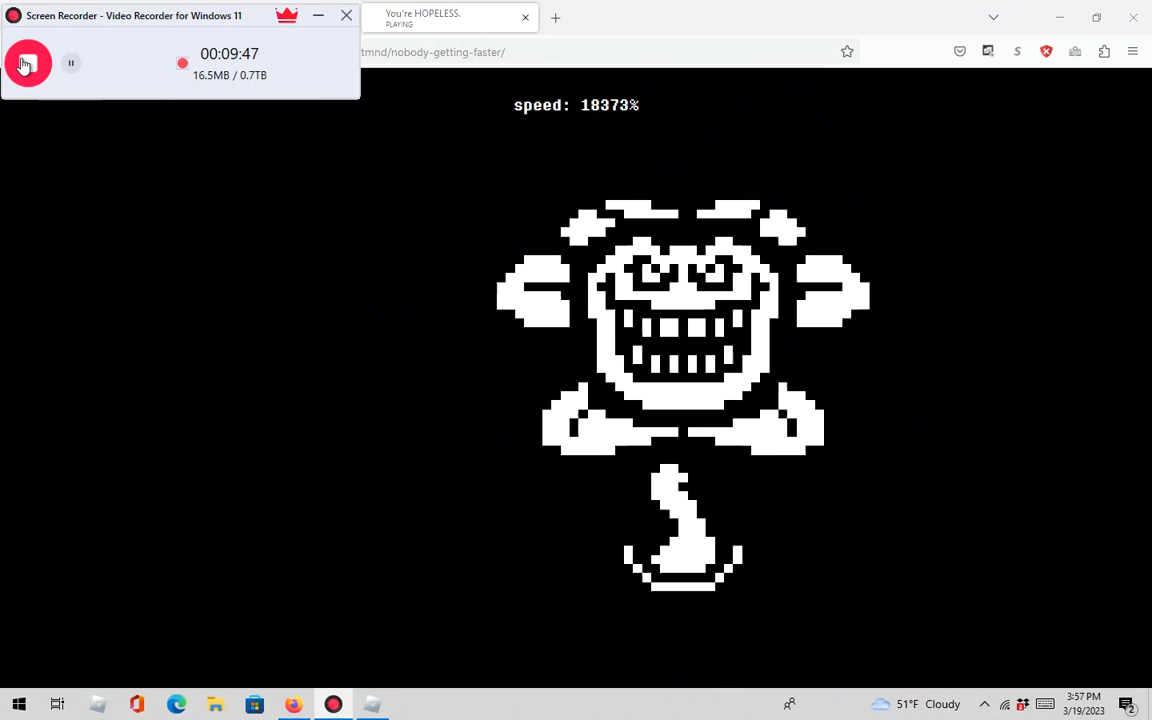 Screen Recorder - Video Recorder for Windows 11
00:09:47
16.5MB / 0.7TB
You're HOPELESS.
PLAYING
tmnd/nobody-getting-faster/
speed: 18373%
51°F Cloudy
3:57 PM
3/19/2023
2